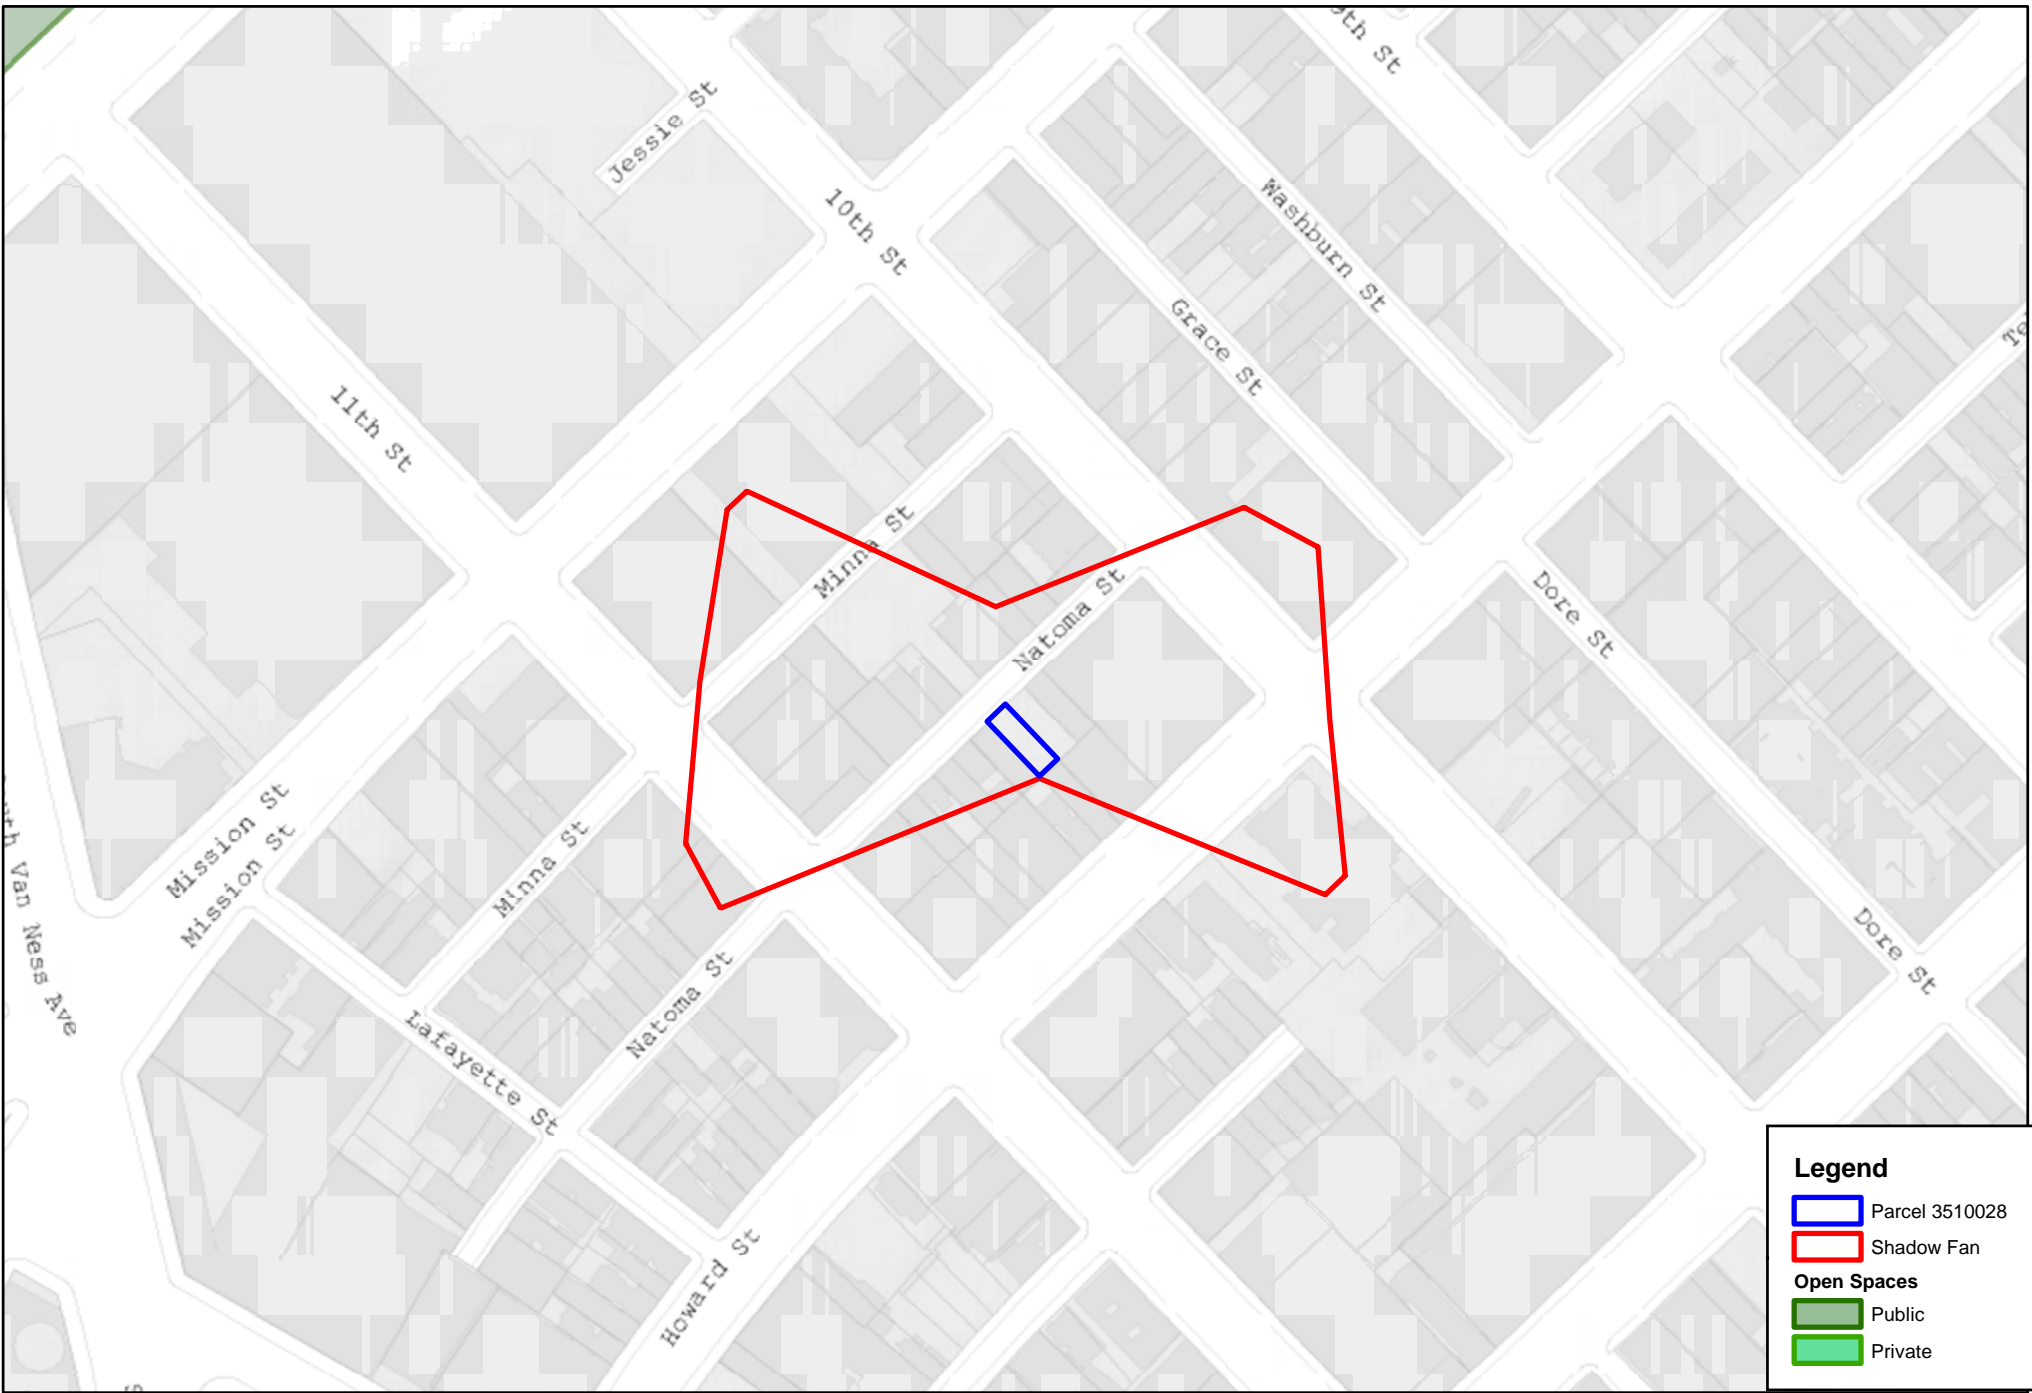 9th St
Jessie St
10th St
Washburn St
Grace St
11th St
Minna St
Natoma St
Dore St
Mission St
Mission St
Minna St
Van Ness Ave
Natoma St
Dore St
Lafayette St
Howard St
Legend
Parcel 3510028
Shadow Fan
Open Spaces
Public
Private